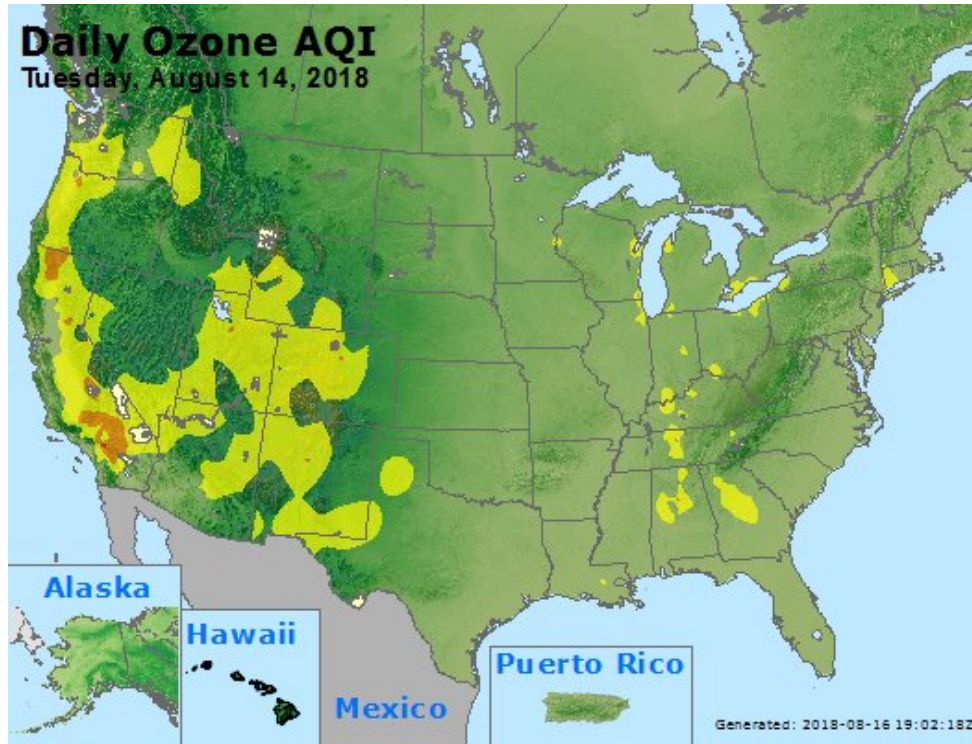 Daily Ozone AQI
Tuesday, August 14, 2018
Alaska
Hawaii
Mexico
Puerto Rico
Generated: 2018-08-16 19:02:18Z